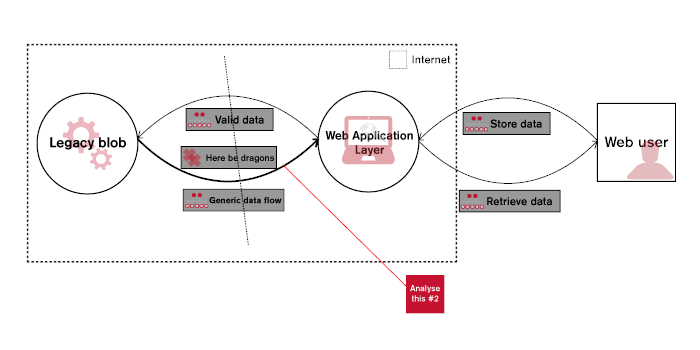 Internet
Valid data
Store data
Legacy blob
Web Application
Layer
Web user
Here be dragons
Generic data flow
Retrieve data
Analyse
this #2